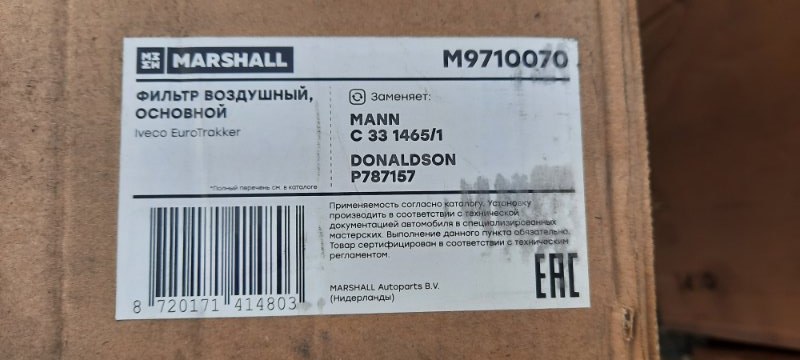 MARSHALL
M9710070
ФИЛЬТР ВОЗДУШНЫЙ,
ОСНОВНОЙ
Iveco EuroTrakker
*Полный перечень см. в каталоге
Заменяет:
MANN
C 33 1465/1
DONALDSON
P787157
Применяемость согласно каталогу. Установку
производить в соответствии с технической
документацией автомобиля в специализированных
мастерских. Выполнение данного пункта обязательно.
Товар сертифицирован в соответствии с техническим
регламентом.
MARSHALL Autoparts B.V.
(Нидерланды)
EAC
8 720171 414803